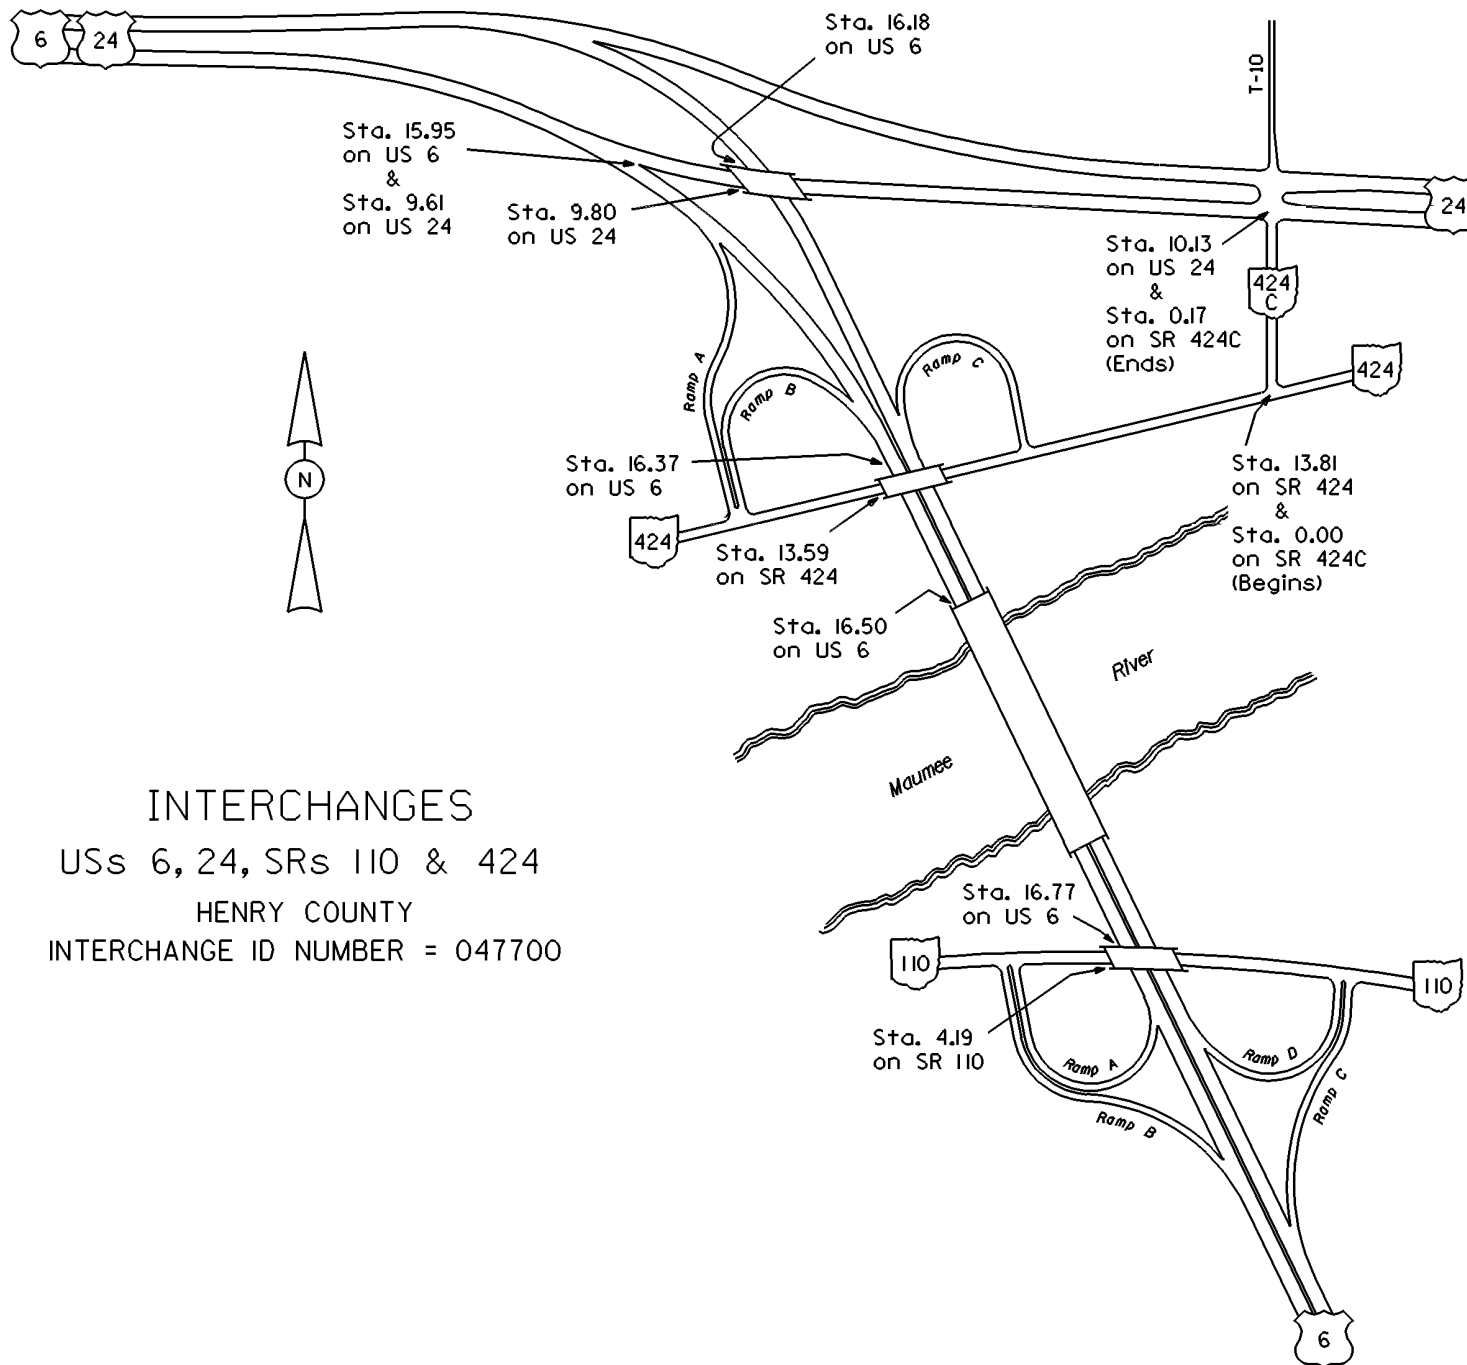 6
24
Sta. 16.18
on US 6
T-10
Sta. 15.95
on US 6
&
Sta. 9.61
on US 24
Sta. 9.80
on US 24
24
Sta. 10.13
on US 24
&
Sta. 0.17
on SR 424C
(Ends)
424
C
Ramp A
Ramp B
Ramp C
424
N
Sta. 16.37
on US 6
Sta. 13.81
on SR 424
&
Sta. 0.00
on SR 424C
(Begins)
424
Sta. 13.59
on SR 424
Sta. 16.50
on US 6
River
Maumee
INTERCHANGES
USs 6, 24, SRs 110 & 424
HENRY COUNTY
INTERCHANGE ID NUMBER = 047700
Sta. 16.77
on US 6
110
110
Sta. 4.19
on SR 110
Ramp A
Ramp D
Ramp B
Ramp C
6